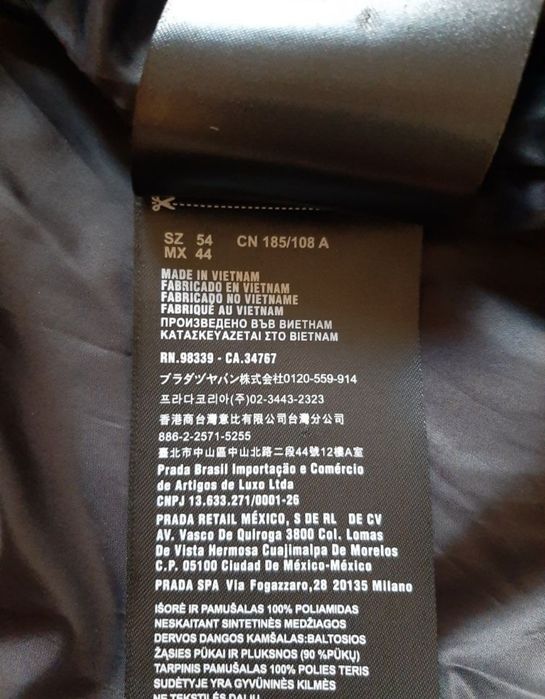 SZ 54 CN 185/108 A
MX 44
MADE IN VIETNAM
FABRICADO EN VIETNAM
FABRICADO NO VIETNAME
FABRIQUÉ AU VIETNAM
ПРОИЗВЕДЕНО ВЪВ ВИЕТНАМ
ΚΑΤΑΣΚΕΥΑΖΕΤΑΙ ΣΤΟ ΒΙΕΤΝΑΜ
RN.98339 - CA.34767
プラダヅヤバン株式会社0120-559-914
프라다코리아(주)02-3443-2323
香港商台灣意比有限公司台灣分公司
886-2-2571-5255
臺北市中山區中山北路二段44號12樓A室
Prada Brasil Importação e Comércio
de Artigos de Luxo Ltda
CNPJ 13.633.271/0001-26
PRADA RETAIL MÉXICO, S DE RL DE CV
AV. Vasco De Quiroga 3800 Col. Lomas
De Vista Hermosa Cuajimalpa De Morelos
C.P. 05100 Ciudad De México-México
PRADA SPA Via Fogazzaro,28 20135 Milano
IŠORĖ IR PAMUŠALAS 100% POLIAMIDAS
NESKAITANT SINTETINĖS MEDŽIAGOS
DERVOS DANGOS KAMŠALAS:BALTOSIOS
ŽĄSIES PŪKAI IR PLUKSNOS (90 %PŪKŲ)
TARPINIS PAMUŠALAS 100% POLIES TERIS
SUDĖTYJE YRA GYVŪNINĖS KILMĖS
NE TEKSTILĖS DALIŲ